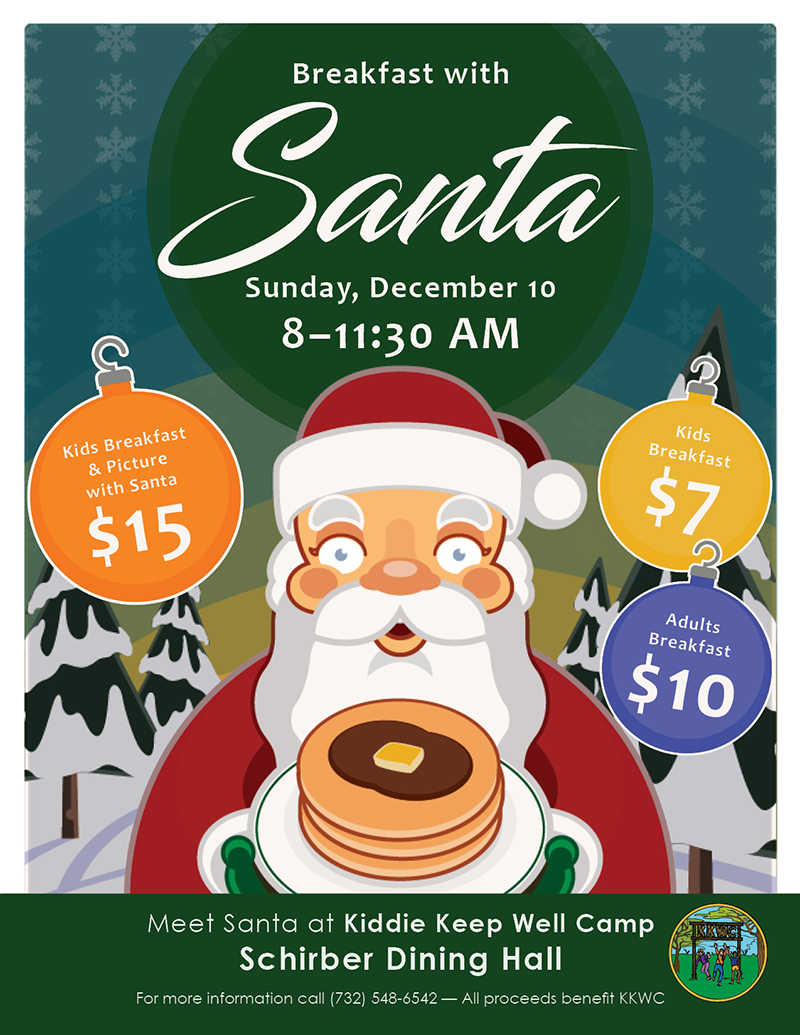 Breakfast with
Santa
Sunday, December 10
8–11:30 AM
Kids Breakfast
& Picture
with Santa
$15
Kids
Breakfast
$7
Adults
Breakfast
$10
Meet Santa at Kiddie Keep Well Camp
Schirber Dining Hall
KKWC
For more information call (732) 548-6542 — All proceeds benefit KKWC